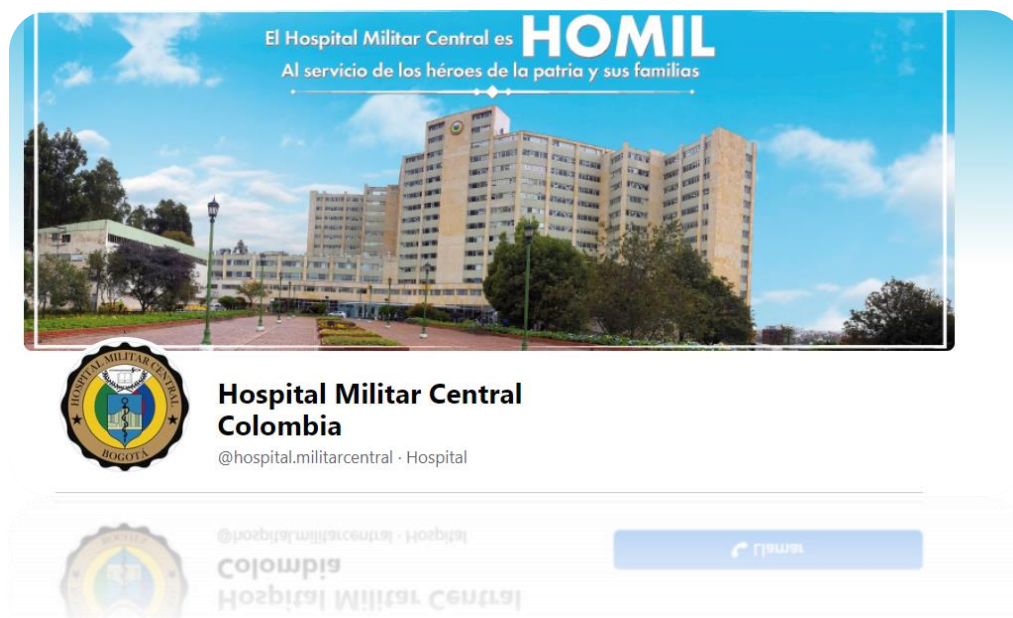 El Hospital Militar Central es HOMIL
Al servicio de los héroes de la patria y sus familias
HOSPITAL MILITAR CENTRAL
BOGOTÁ
Hospital Militar Central
Colombia
@hospital.militarcentral · Hospital
Llamar
@hospital.militarcentral · Hospital
Colombia
Hospital Militar Central